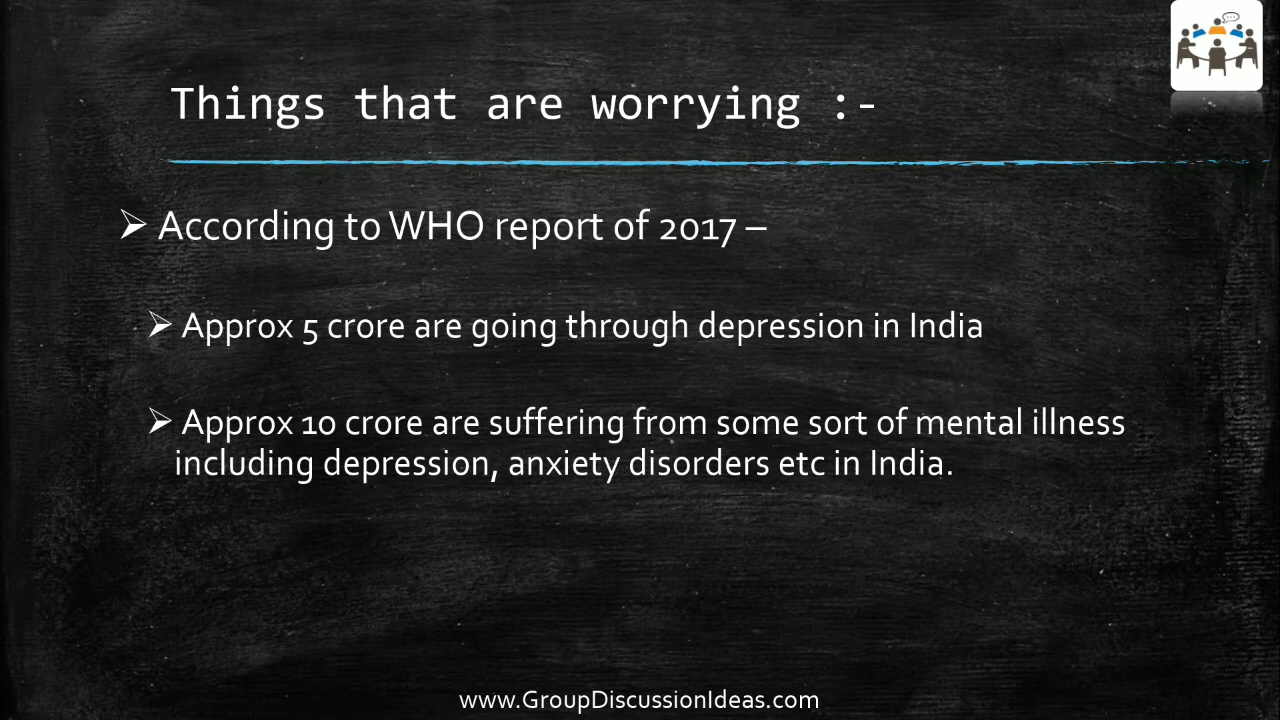 Things that are worrying :-
➢ According to WHO report of 2017 –
➢ Approx 5 crore are going through depression in India
➢ Approx 10 crore are suffering from some sort of mental illness
including depression, anxiety disorders etc in India.
www.GroupDiscussionIdeas.com